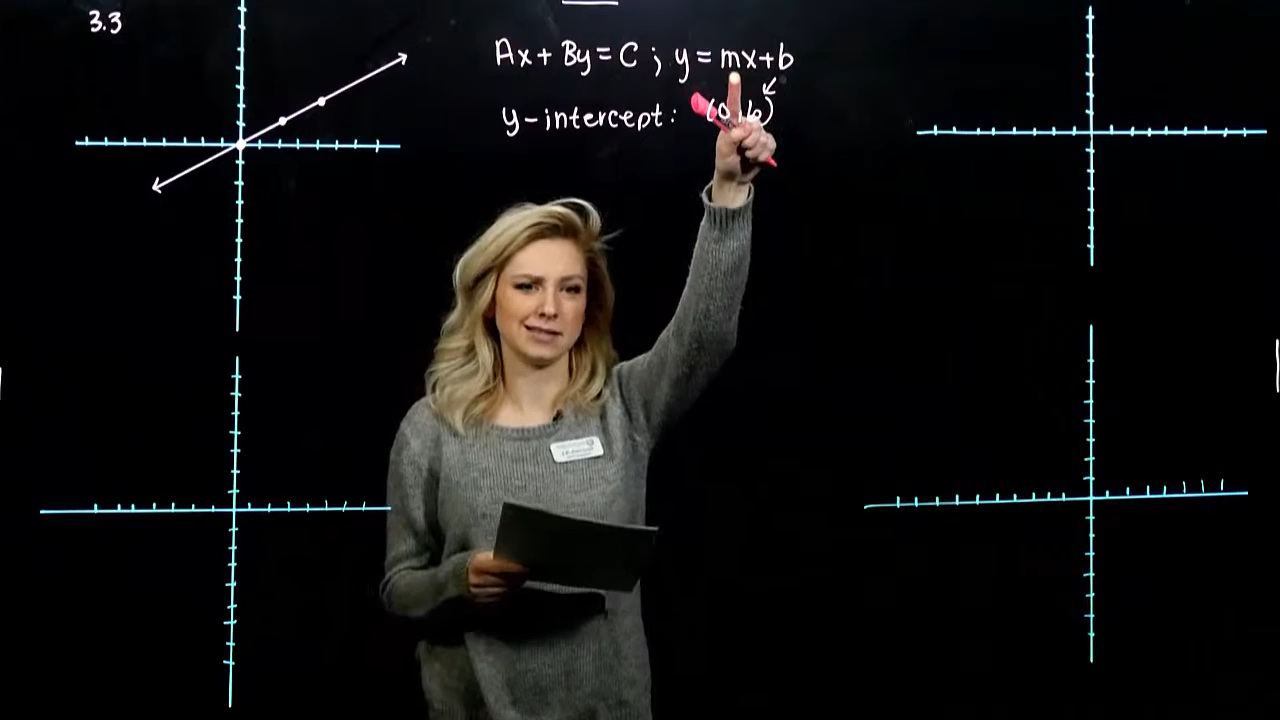 3.3
Ax + By = C ; y = mx + b
y-intercept: (0, b)